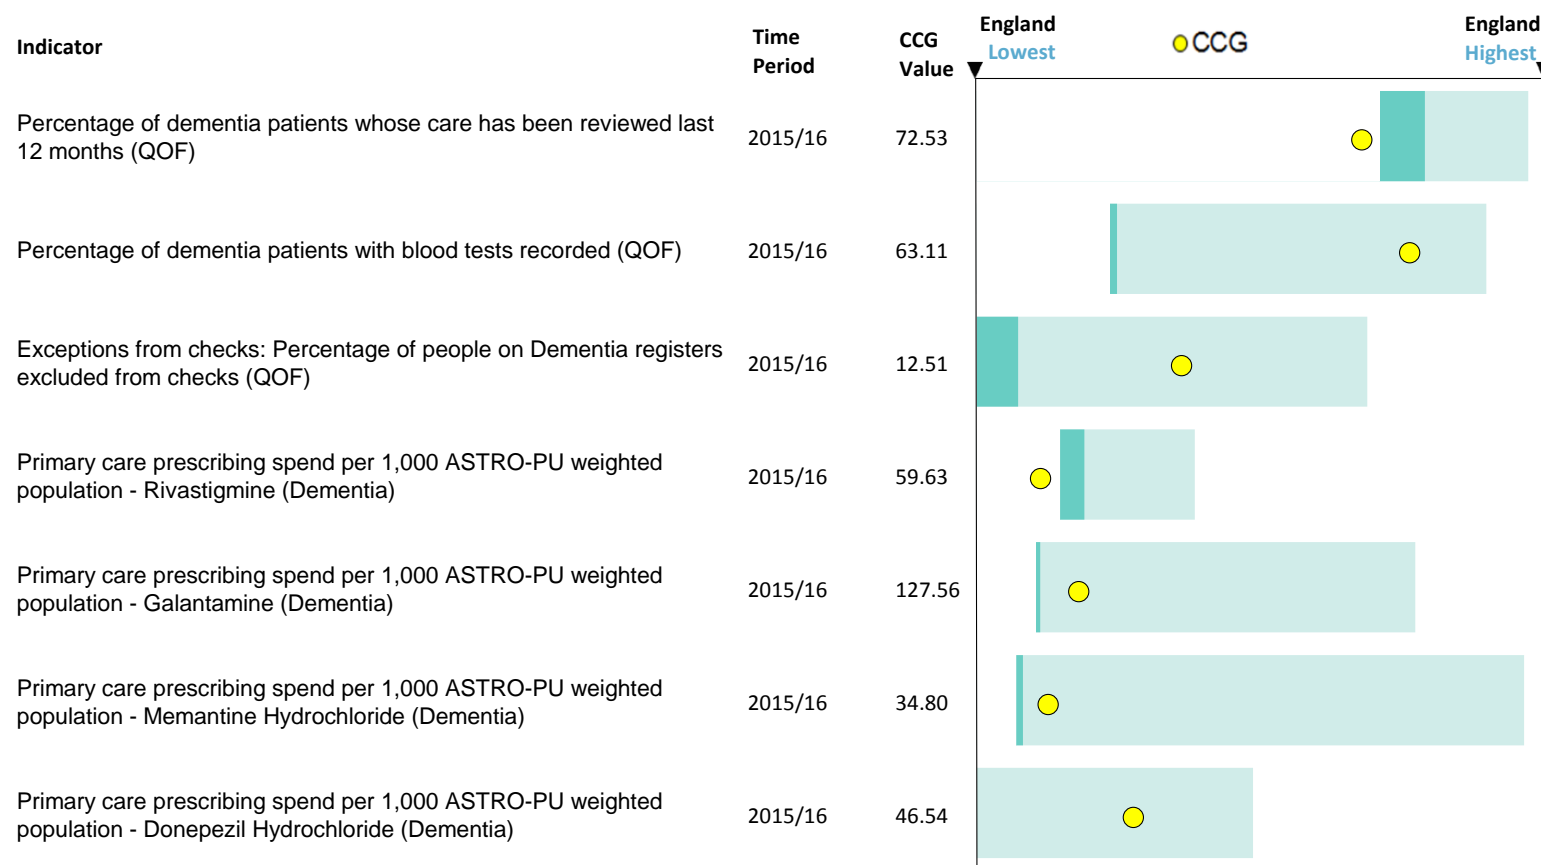 Indicator
Time
Period
CCG
Value
England
Lowest
CCG
England
Highest
Percentage of dementia patients whose care has been reviewed last
12 months (QOF)
2015/16
72.53
Percentage of dementia patients with blood tests recorded (QOF)
2015/16
63.11
Exceptions from checks: Percentage of people on Dementia registers
excluded from checks (QOF)
2015/16
12.51
Primary care prescribing spend per 1,000 ASTRO-PU weighted
population - Rivastigmine (Dementia)
2015/16
59.63
Primary care prescribing spend per 1,000 ASTRO-PU weighted
population - Galantamine (Dementia)
2015/16
127.56
Primary care prescribing spend per 1,000 ASTRO-PU weighted
population - Memantine Hydrochloride (Dementia)
2015/16
34.80
Primary care prescribing spend per 1,000 ASTRO-PU weighted
population - Donepezil Hydrochloride (Dementia)
2015/16
46.54